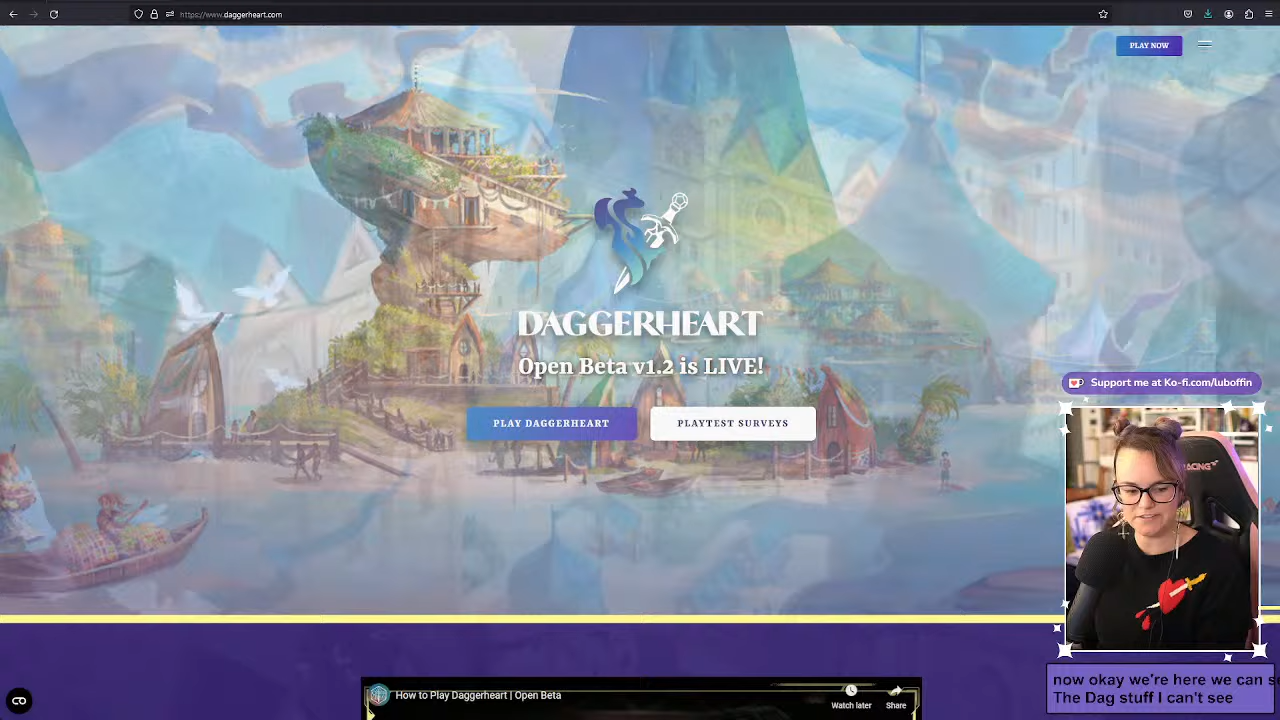 https://www.daggerheart.com
PLAY NOW
DAGGERHEART
Open Beta v1.2 is LIVE!
PLAY DAGGERHEART
PLAYTEST SURVEYS
Support me at Ko-fi.com/luboffin
RACING
How to Play Daggerheart | Open Beta
Watch later
Share
now okay we're here we can s
The Dag stuff I can't see